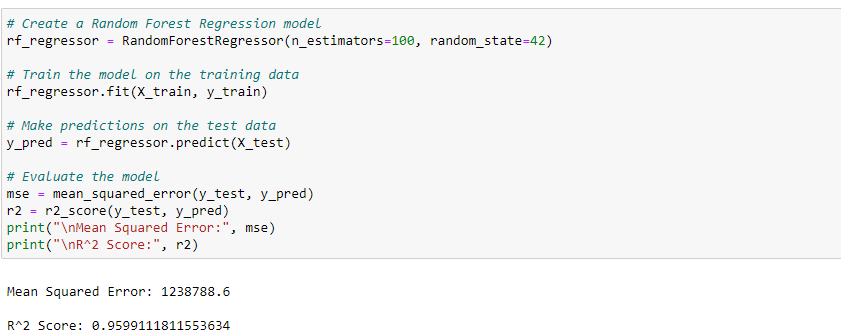 # Create a Random Forest Regression model
rf_regressor = RandomForestRegressor(n_estimators=100, random_state=42)
# Train the model on the training data
rf_regressor.fit(X_train, y_train)
# Make predictions on the test data
y_pred = rf_regressor.predict(X_test)
# Evaluate the model
mse = mean_squared_error(y_test, y_pred)
r2 = r2_score(y_test, y_pred)
print("\nMean Squared Error:", mse)
print("\nR^2 Score:", r2)
Mean Squared Error: 1238788.6
R^2 Score: 0.9599111811553634